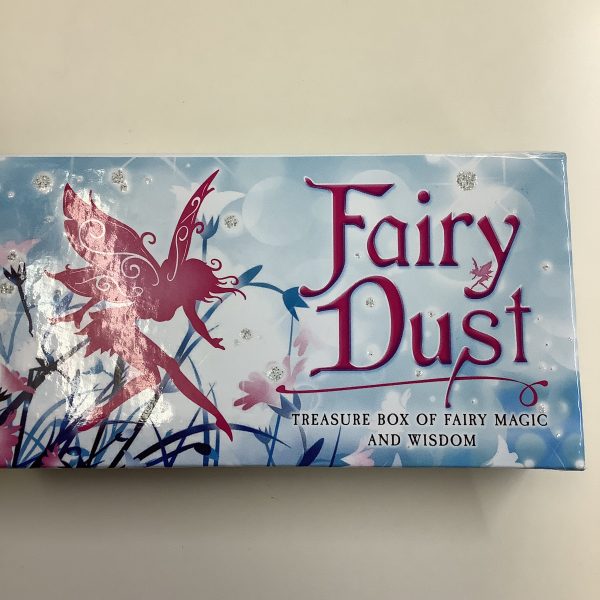 Fairy
Dust
TREASURE BOX OF FAIRY MAGIC
AND WISDOM